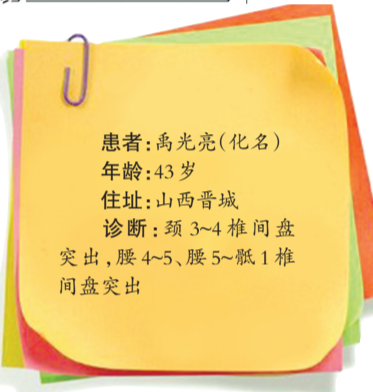 患者:禹光亮(化名)
年龄:43岁
住址:山西晋城
诊断:颈3~4椎间盘
突出,腰4~5、腰5~骶1椎
间盘突出